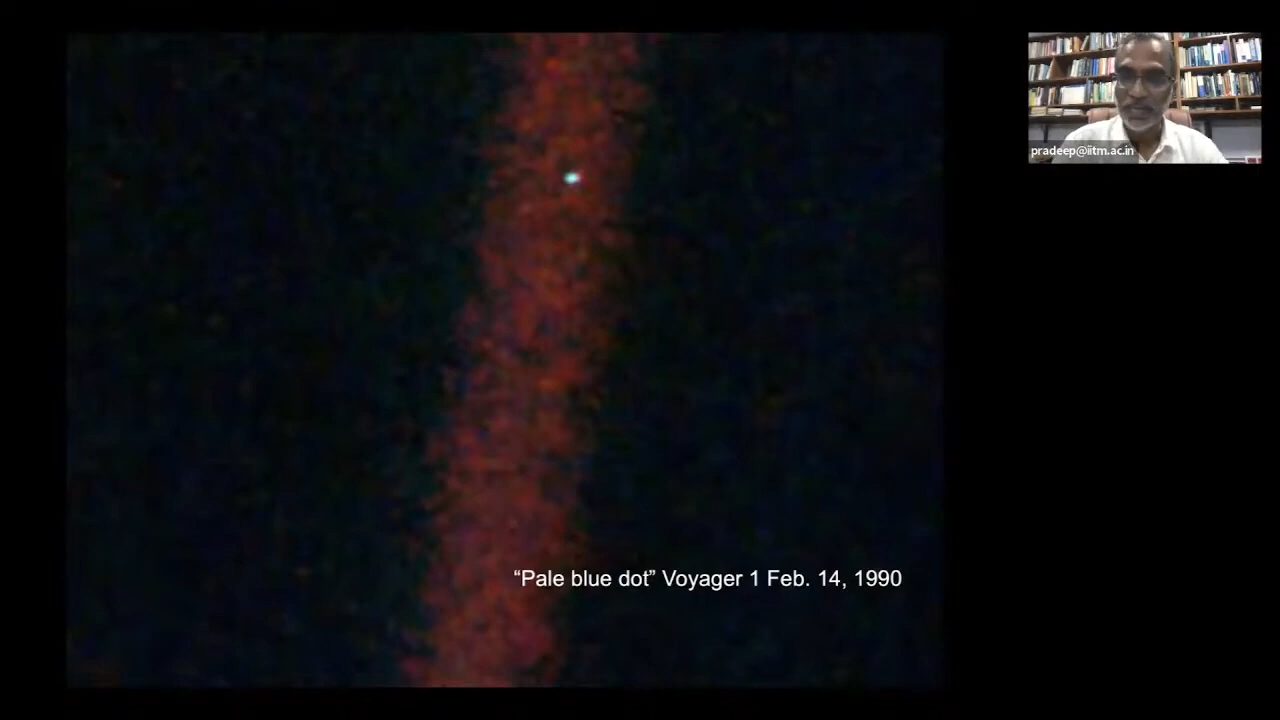 pradeep@iitm.ac.in
“Pale blue dot” Voyager 1 Feb. 14, 1990